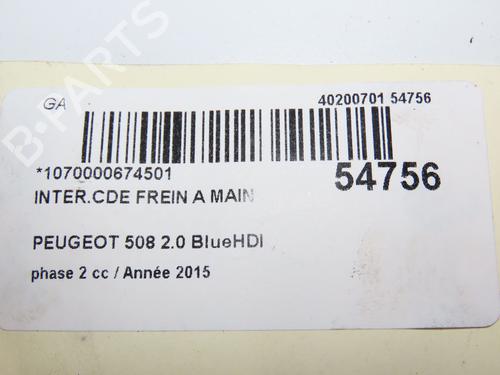 GA
40200701 54756
*1070000674501
54756
INTER.CDE FREIN A MAIN
PEUGEOT 508 2.0 BlueHDI
phase 2 cc / Année 2015
B-PARTS